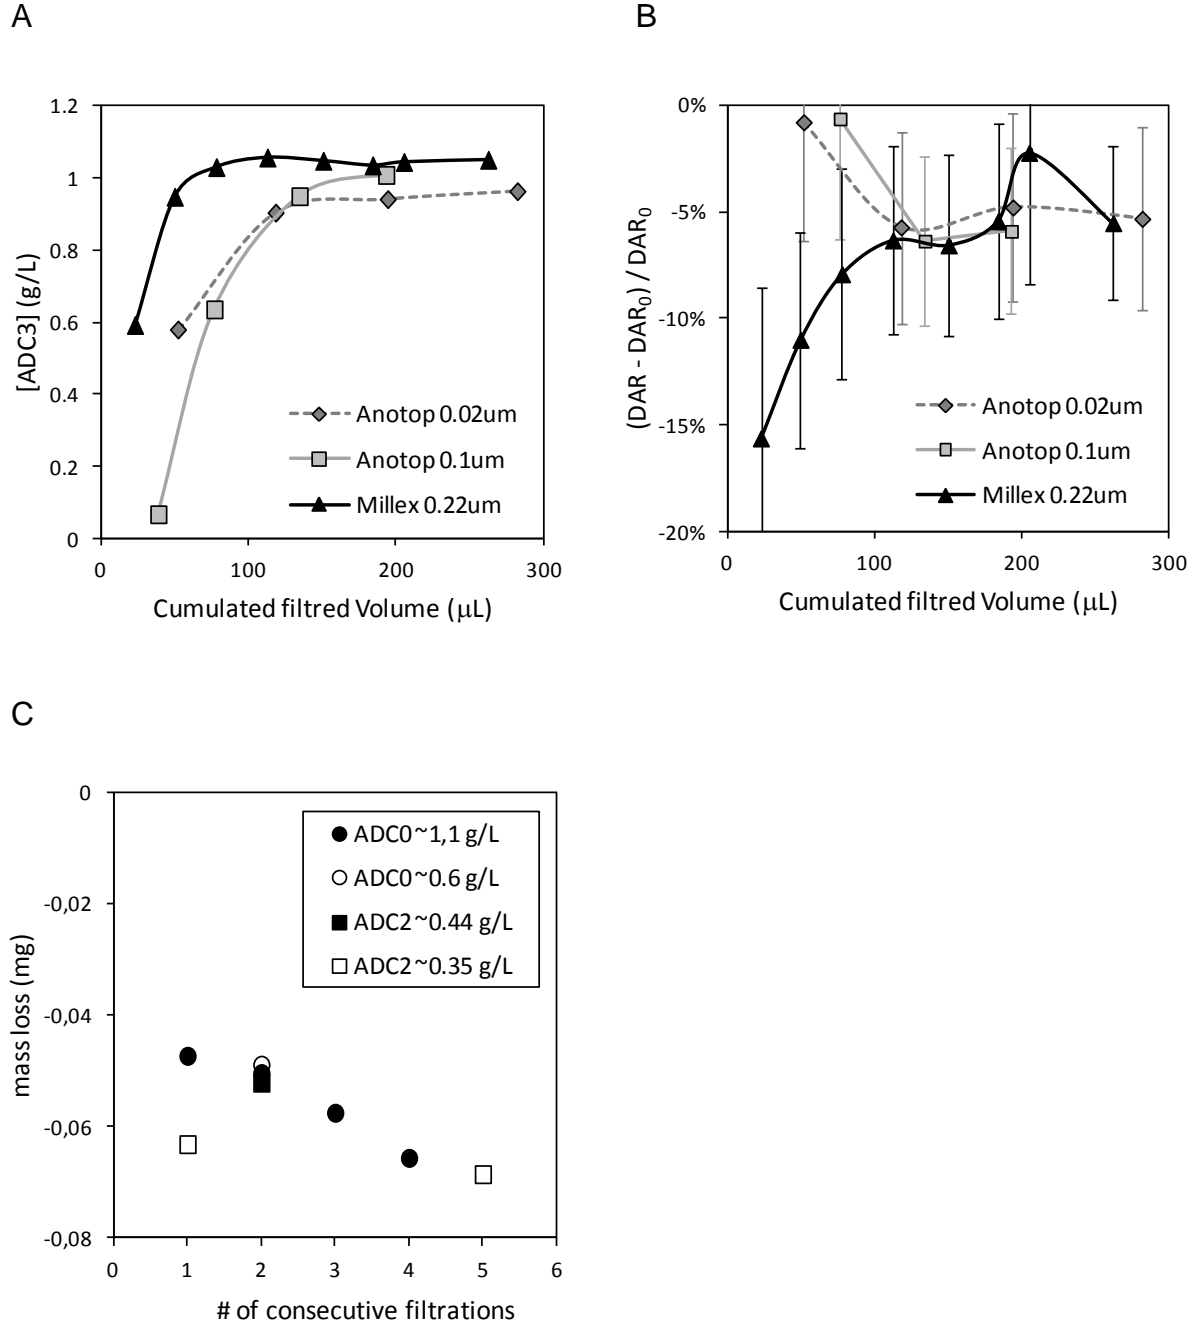 A
1.2
1
0.8
0.6
0.4
0.2
0
[ADC3] (g/L)
Anotop 0.02um
Anotop 0.1um
Millex 0.22um
0 100 200 300
Cumulated filtred Volume (μL)
B
0%
-5%
-10%
-15%
-20%
(DAR - DAR0) / DAR0
Anotop 0.02um
Anotop 0.1um
Millex 0.22um
0 100 200 300
Cumulated filtred Volume (μL)
C
0
-0,02
-0,04
-0,06
-0,08
mass loss (mg)
ADC0~1,1 g/L
ADC0~0.6 g/L
ADC2~0.44 g/L
ADC2~0.35 g/L
0 1 2 3 4 5 6
# of consecutive filtrations